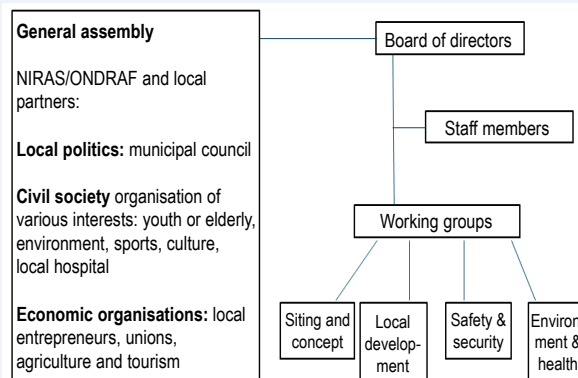 General assembly
NIRAS/ONDRAF and local
partners:
Local politics: municipal council
Civil society organisation of
various interests: youth or elderly,
environment, sports, culture,
local hospital
Economic organisations: local
entrepreneurs, unions,
agriculture and tourism
Board of directors
Staff members
Working groups
Siting and
concept
Local
develop-
ment
Safety &
security
Environ
ment &
health